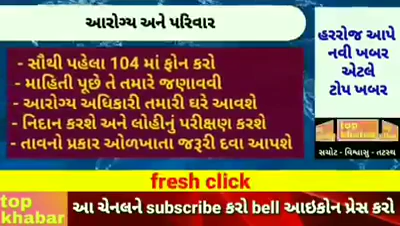 આરોગ્ય અને પરિવાર
- સૌથી પહેલા 104 માં ફોન કરો
- માહિતી પૂછે તે તમારે જણાવવી
- આરોગ્ય અધિકારી તમારી ઘરે આવશે
- નિદાન કરશે અને લોહીનું પરીક્ષણ કરશે
- તાવનો પ્રકાર ઓળખાતા જરૂરી દવા આપશે
હરરોજ આપે
નવી ખબર
એટલે
ટોપ ખબર
top
khabar
સચોટ - વિશ્વાસુ - તટસ્થ
fresh click
top
khabar
આ ચેનલને subscribe કરો bell આઇકોન પ્રેસ કરો